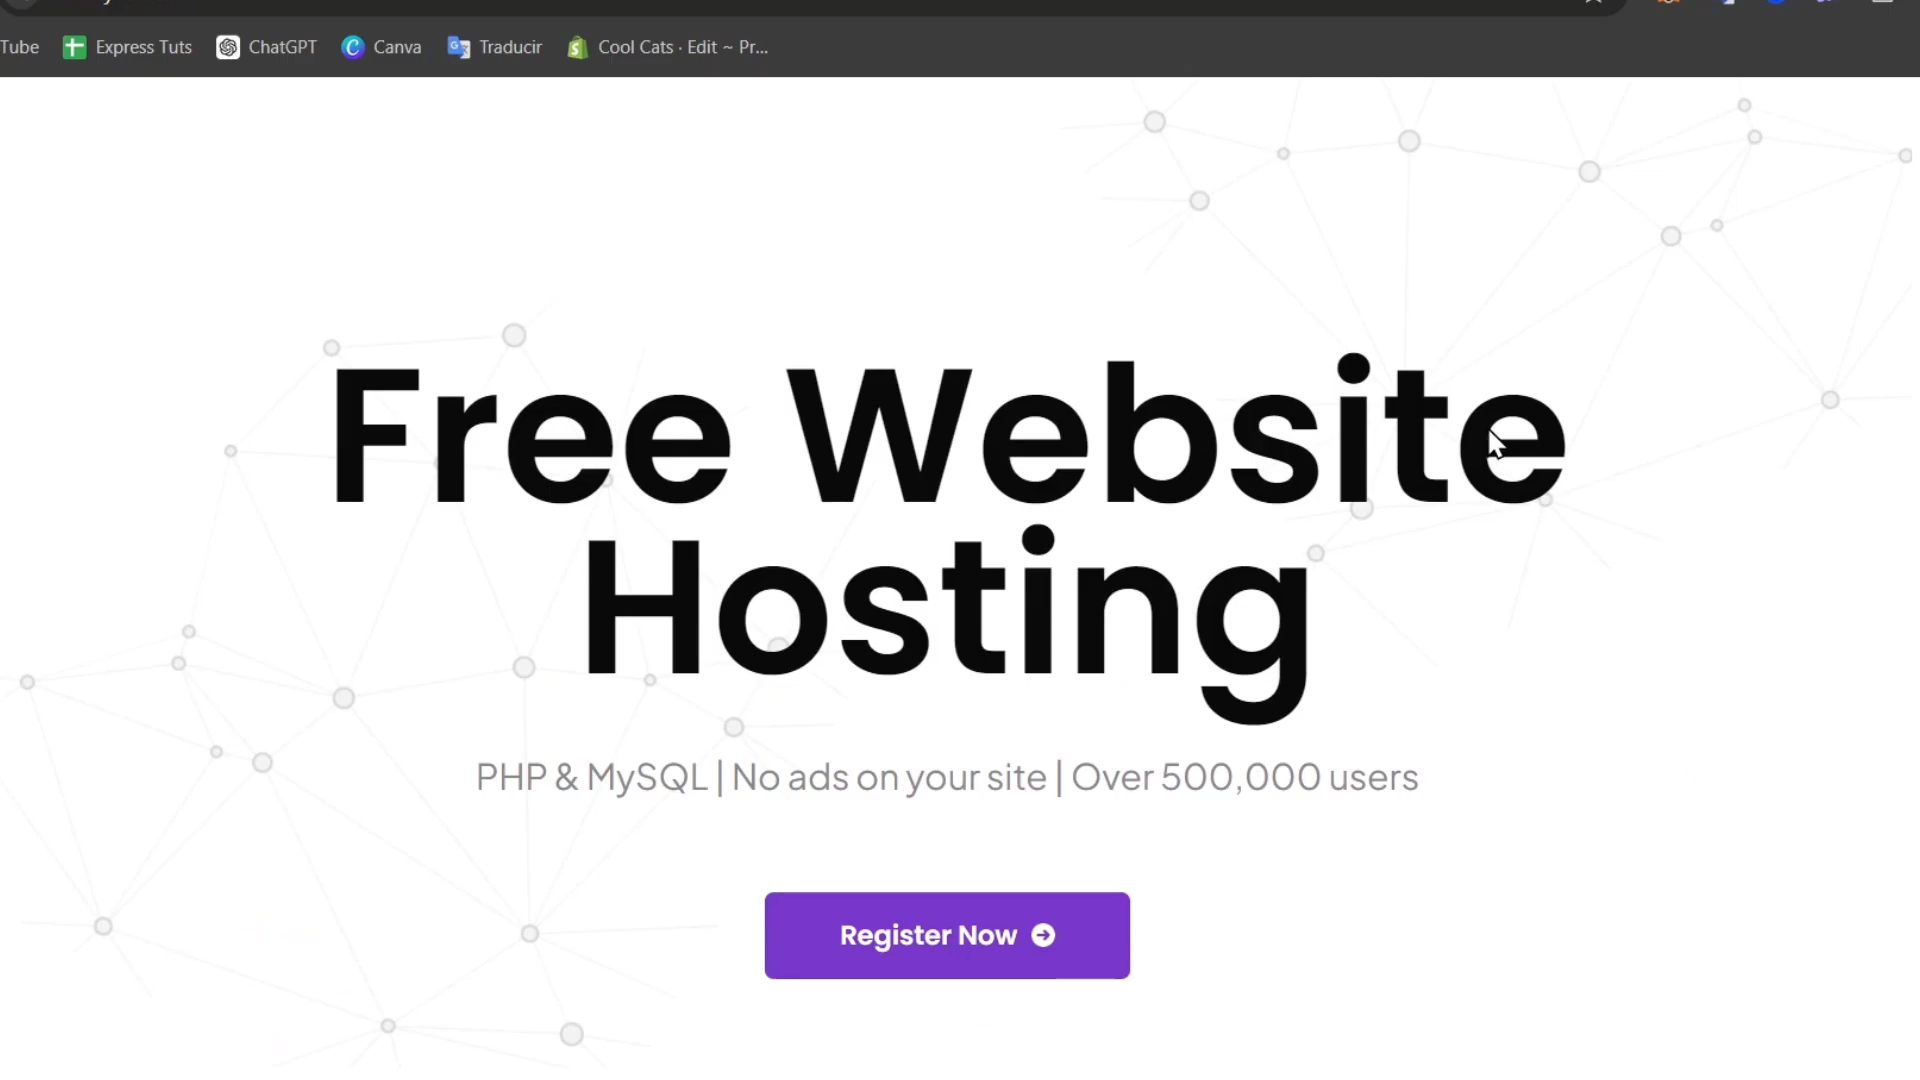 Tube Express Tuts ChatGPT Canva Traducir Cool Cats · Edit ~ Pr...
Free Website
Hosting
PHP & MySQL | No ads on your site | Over 500,000 users
Register Now